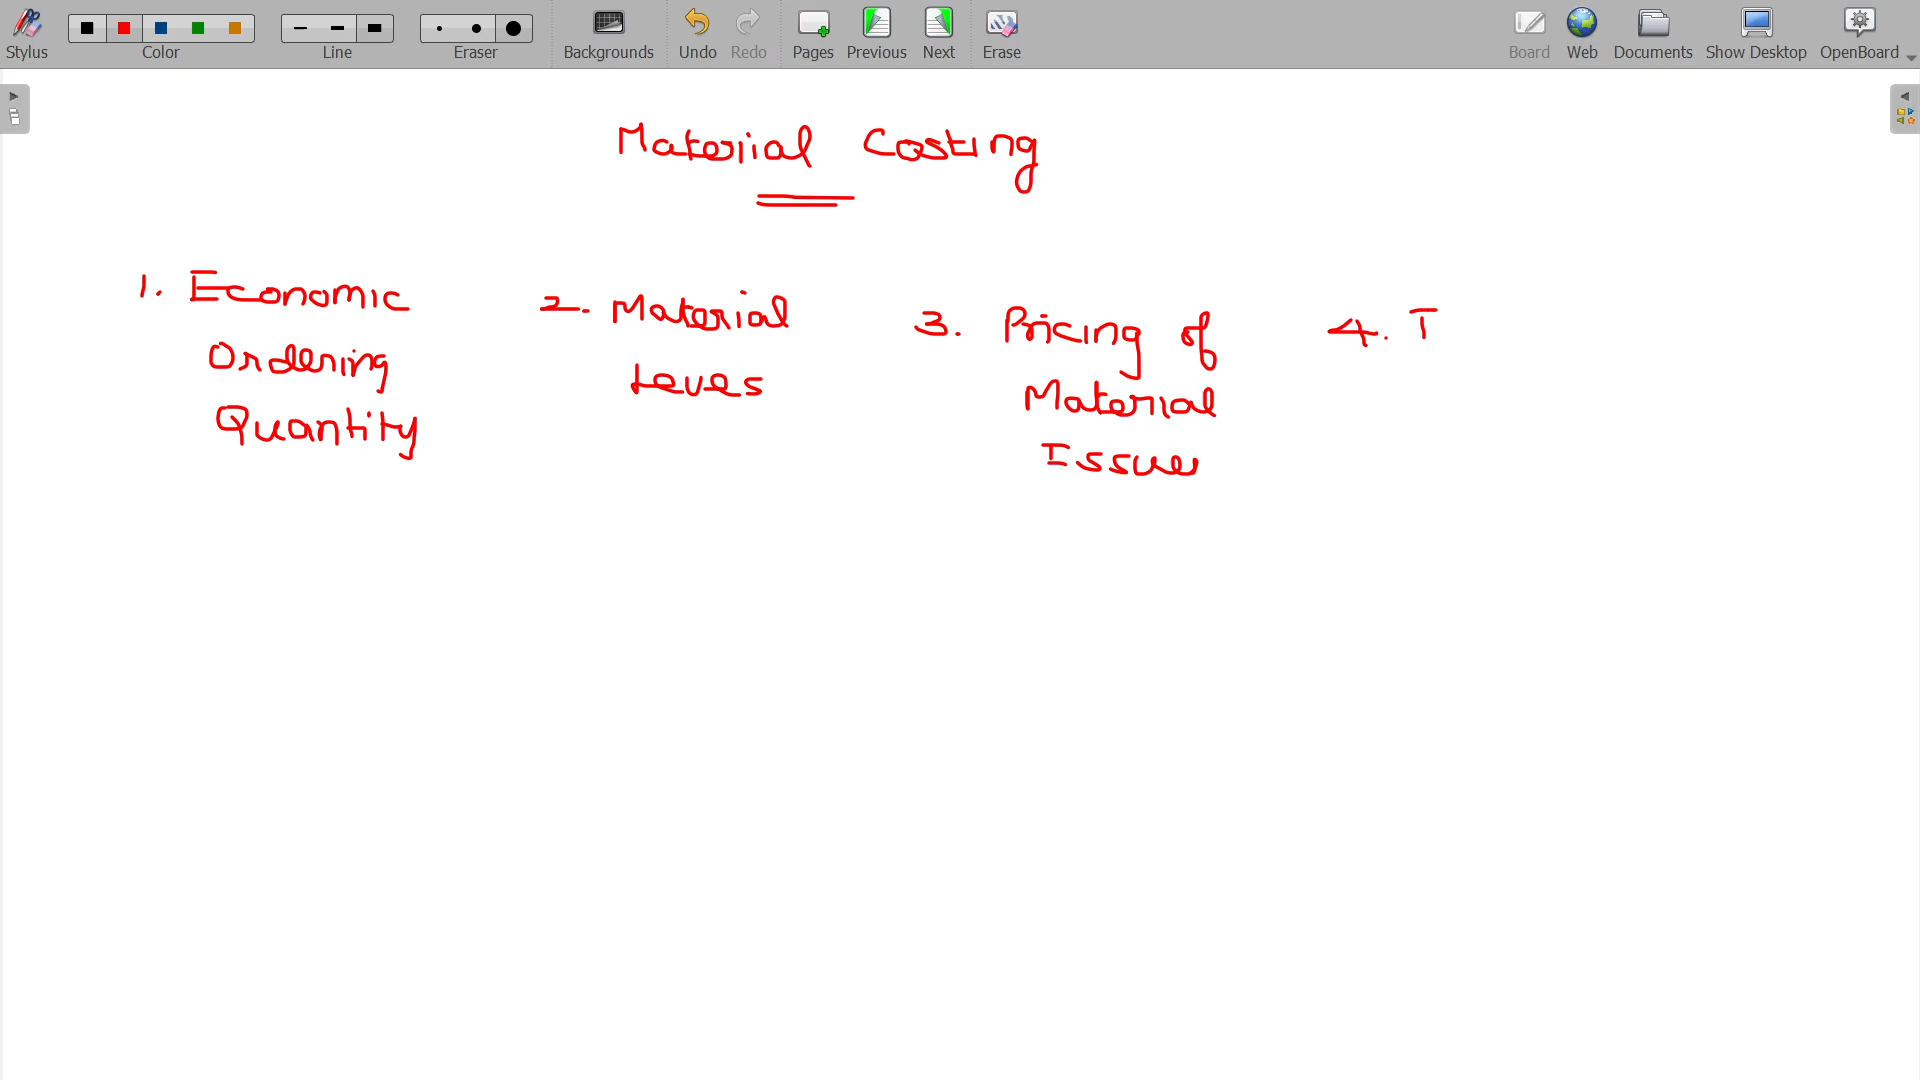 Stylus Color Line Eraser Backgrounds Undo Redo Pages Previous Next Erase Board Web Documents Show Desktop OpenBoard
Material Costing
1. Economic
Ordering
Quantity
2. Material
Leves
3. Pricing of
Material
Issues
4. T